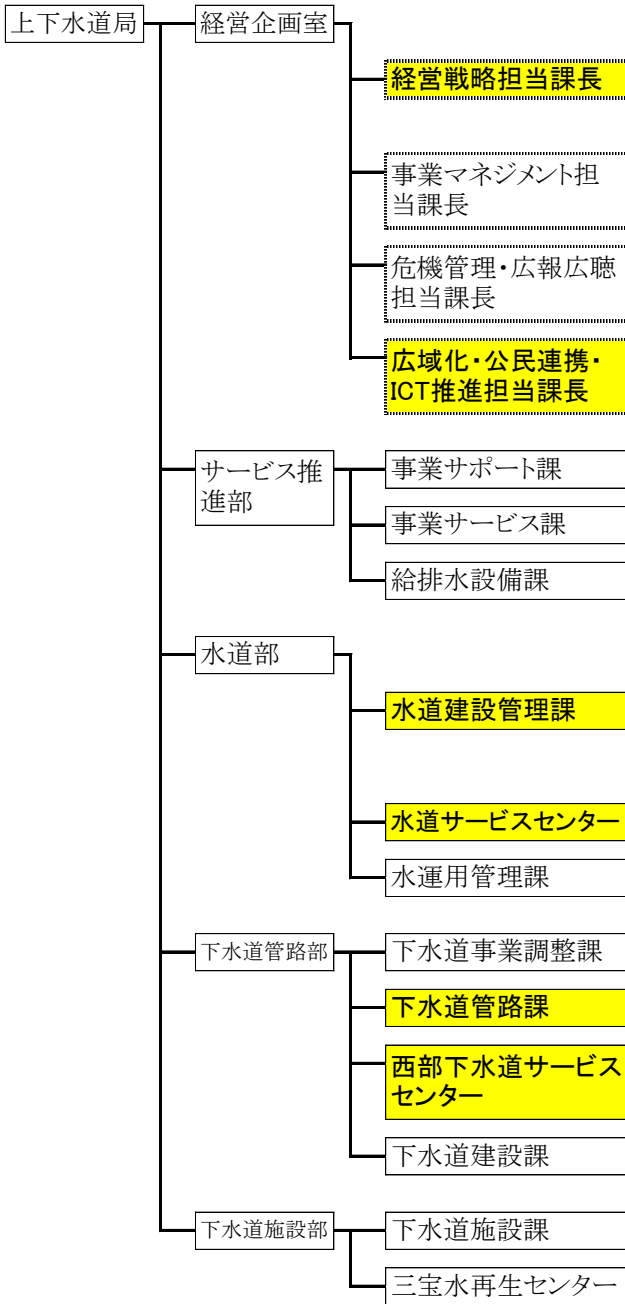 上下水道局
経営企画室
経営戦略担当課長
事業マネジメント担
当課長
危機管理・広報広聴
担当課長
広域化・公民連携・
ICT推進担当課長
サービス推
進部
事業サポート課
事業サービス課
給排水設備課
水道部
水道建設管理課
水道サービスセンター
水運用管理課
下水道管路部
下水道事業調整課
下水道管路課
西部下水道サービス
センター
下水道建設課
下水道施設部
下水道施設課
三宝水再生センター